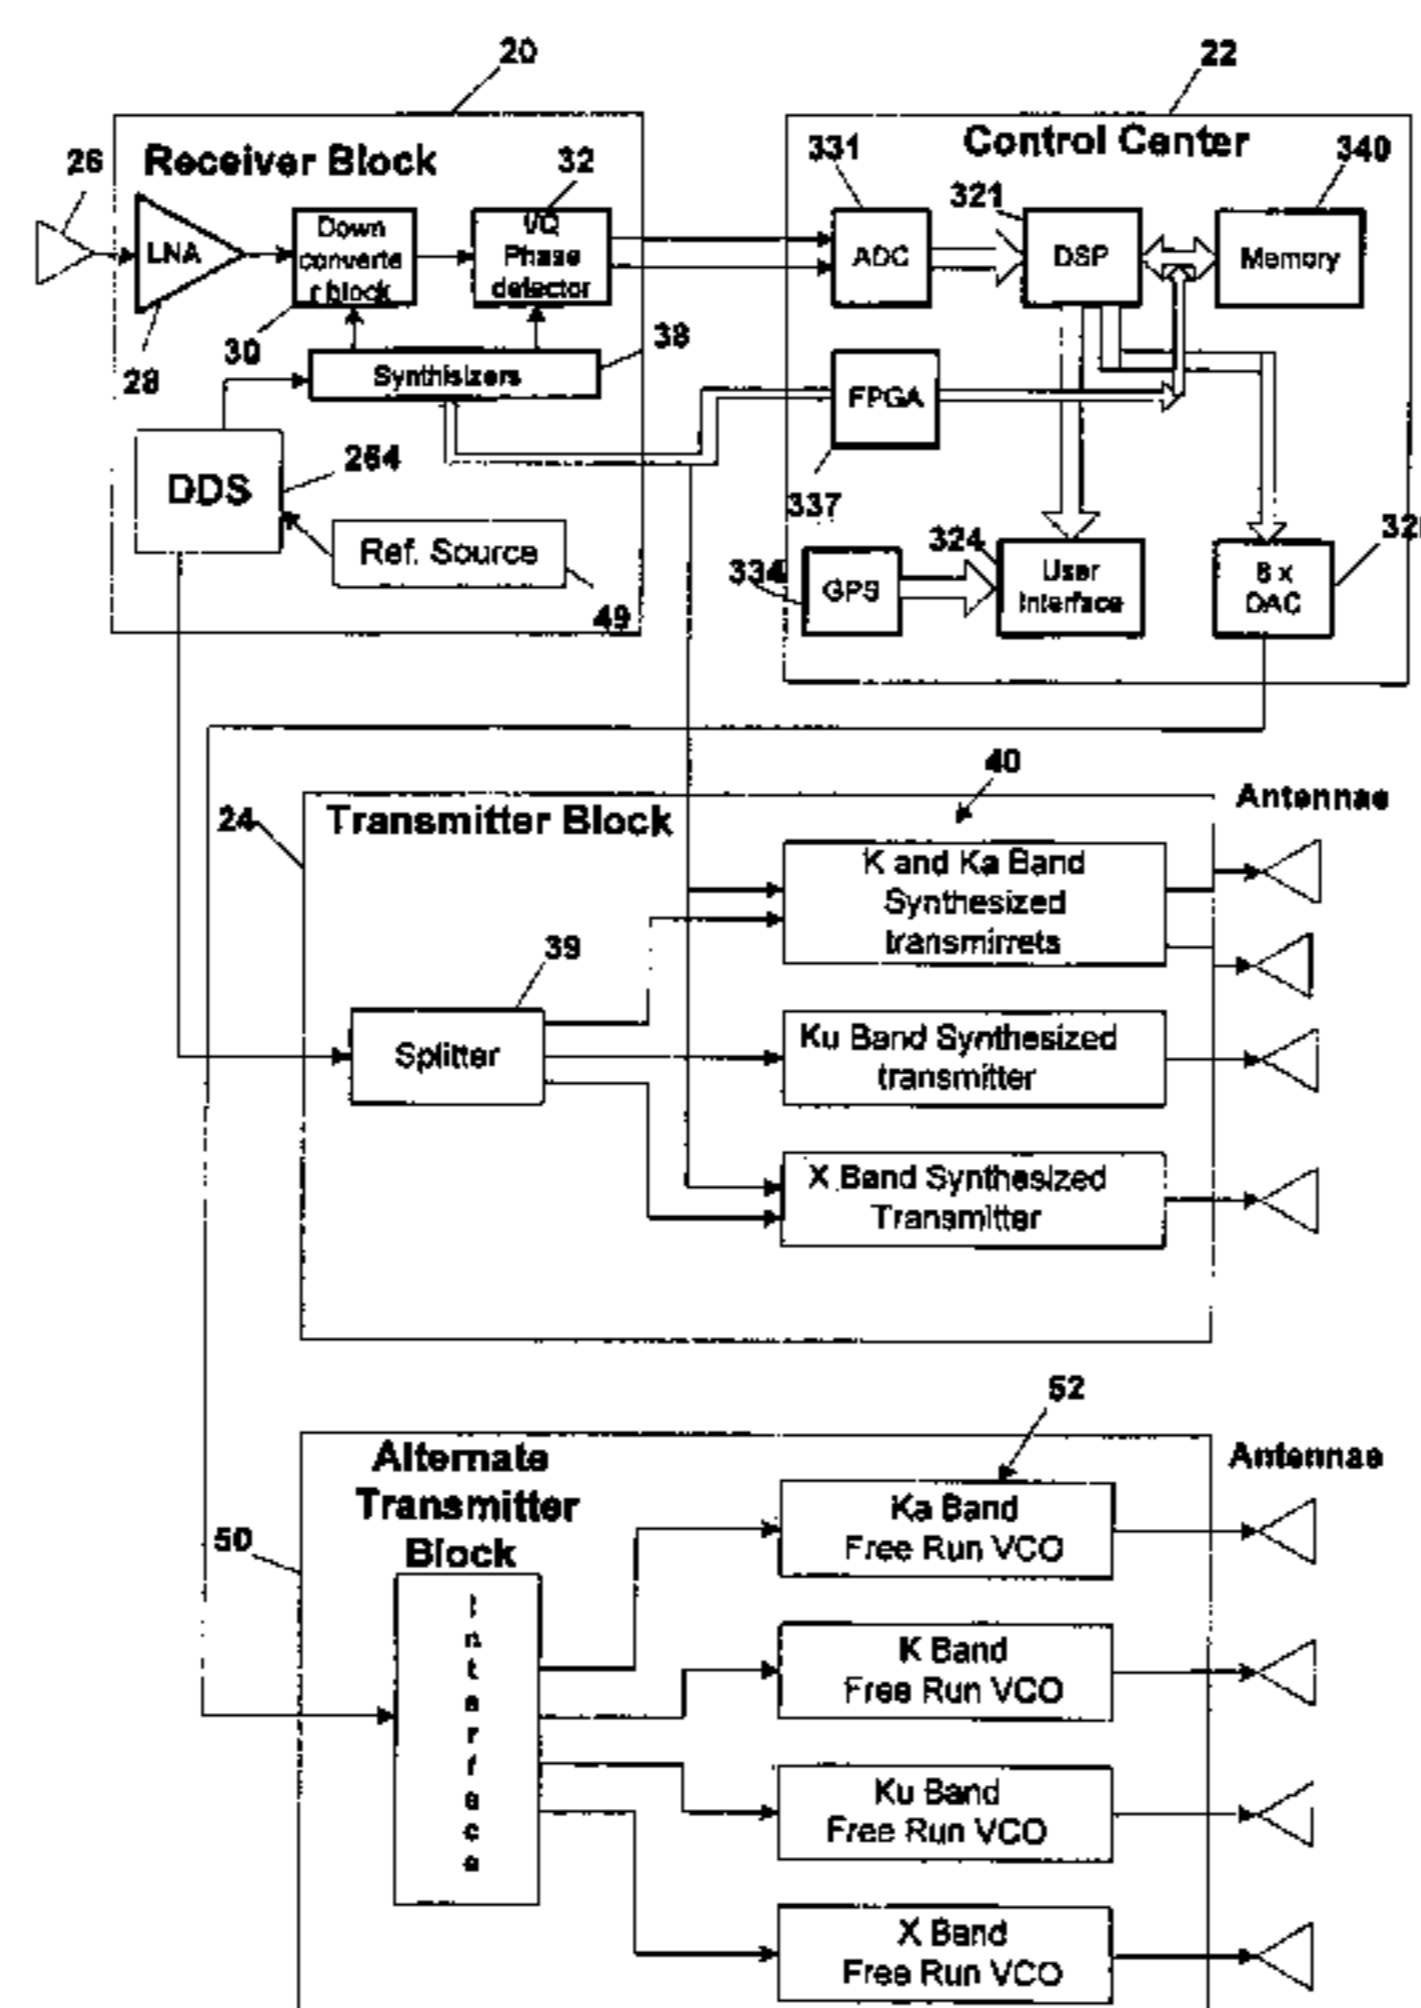 20
22
26
Receiver Block
32
331
Control Center
340
321
LNA
Down
converte
r block
I/Q
Phase
detector
ADC
DSP
Memory
28
30
38
Synthisizers
FPGA
DDS
264
337
Ref. Source
49
324
334
GPS
User
Interface
DAC
24
Transmitter Block
40
Antennae
K and Ka Band
Synthesized
transmirrets
39
Splitter
Ku Band Synthesized
transmitter
X Band Synthesized
Transmitter
52
Alternate
Transmitter
Block
Antennae
50
Interface
Ka Band
Free Run VCO
K Band
Free Run VCO
Ku Band
Free Run VCO
X Band
Free Run VCO